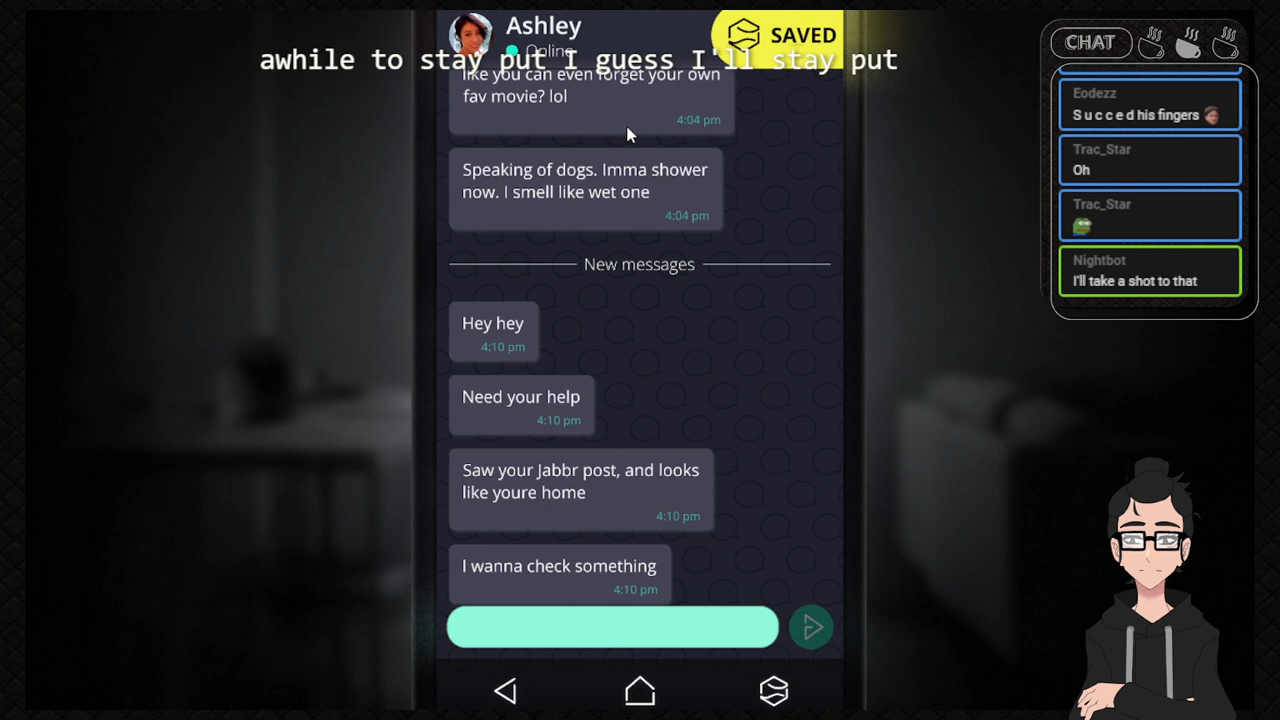 Ashley
Online
SAVED
awhile to stay put I guess I'll stay put
like you can even forget your own
fav movie? lol
4:04 pm
Speaking of dogs. Imma shower
now. I smell like wet one
4:04 pm
New messages
Hey hey
4:10 pm
Need your help
4:10 pm
Saw your Jabbr post, and looks
like youre home
4:10 pm
I wanna check something
4:10 pm
CHAT
Eodezz
S u c c e d his fingers
Trac_Star
Oh
Trac_Star
Nightbot
I'll take a shot to that